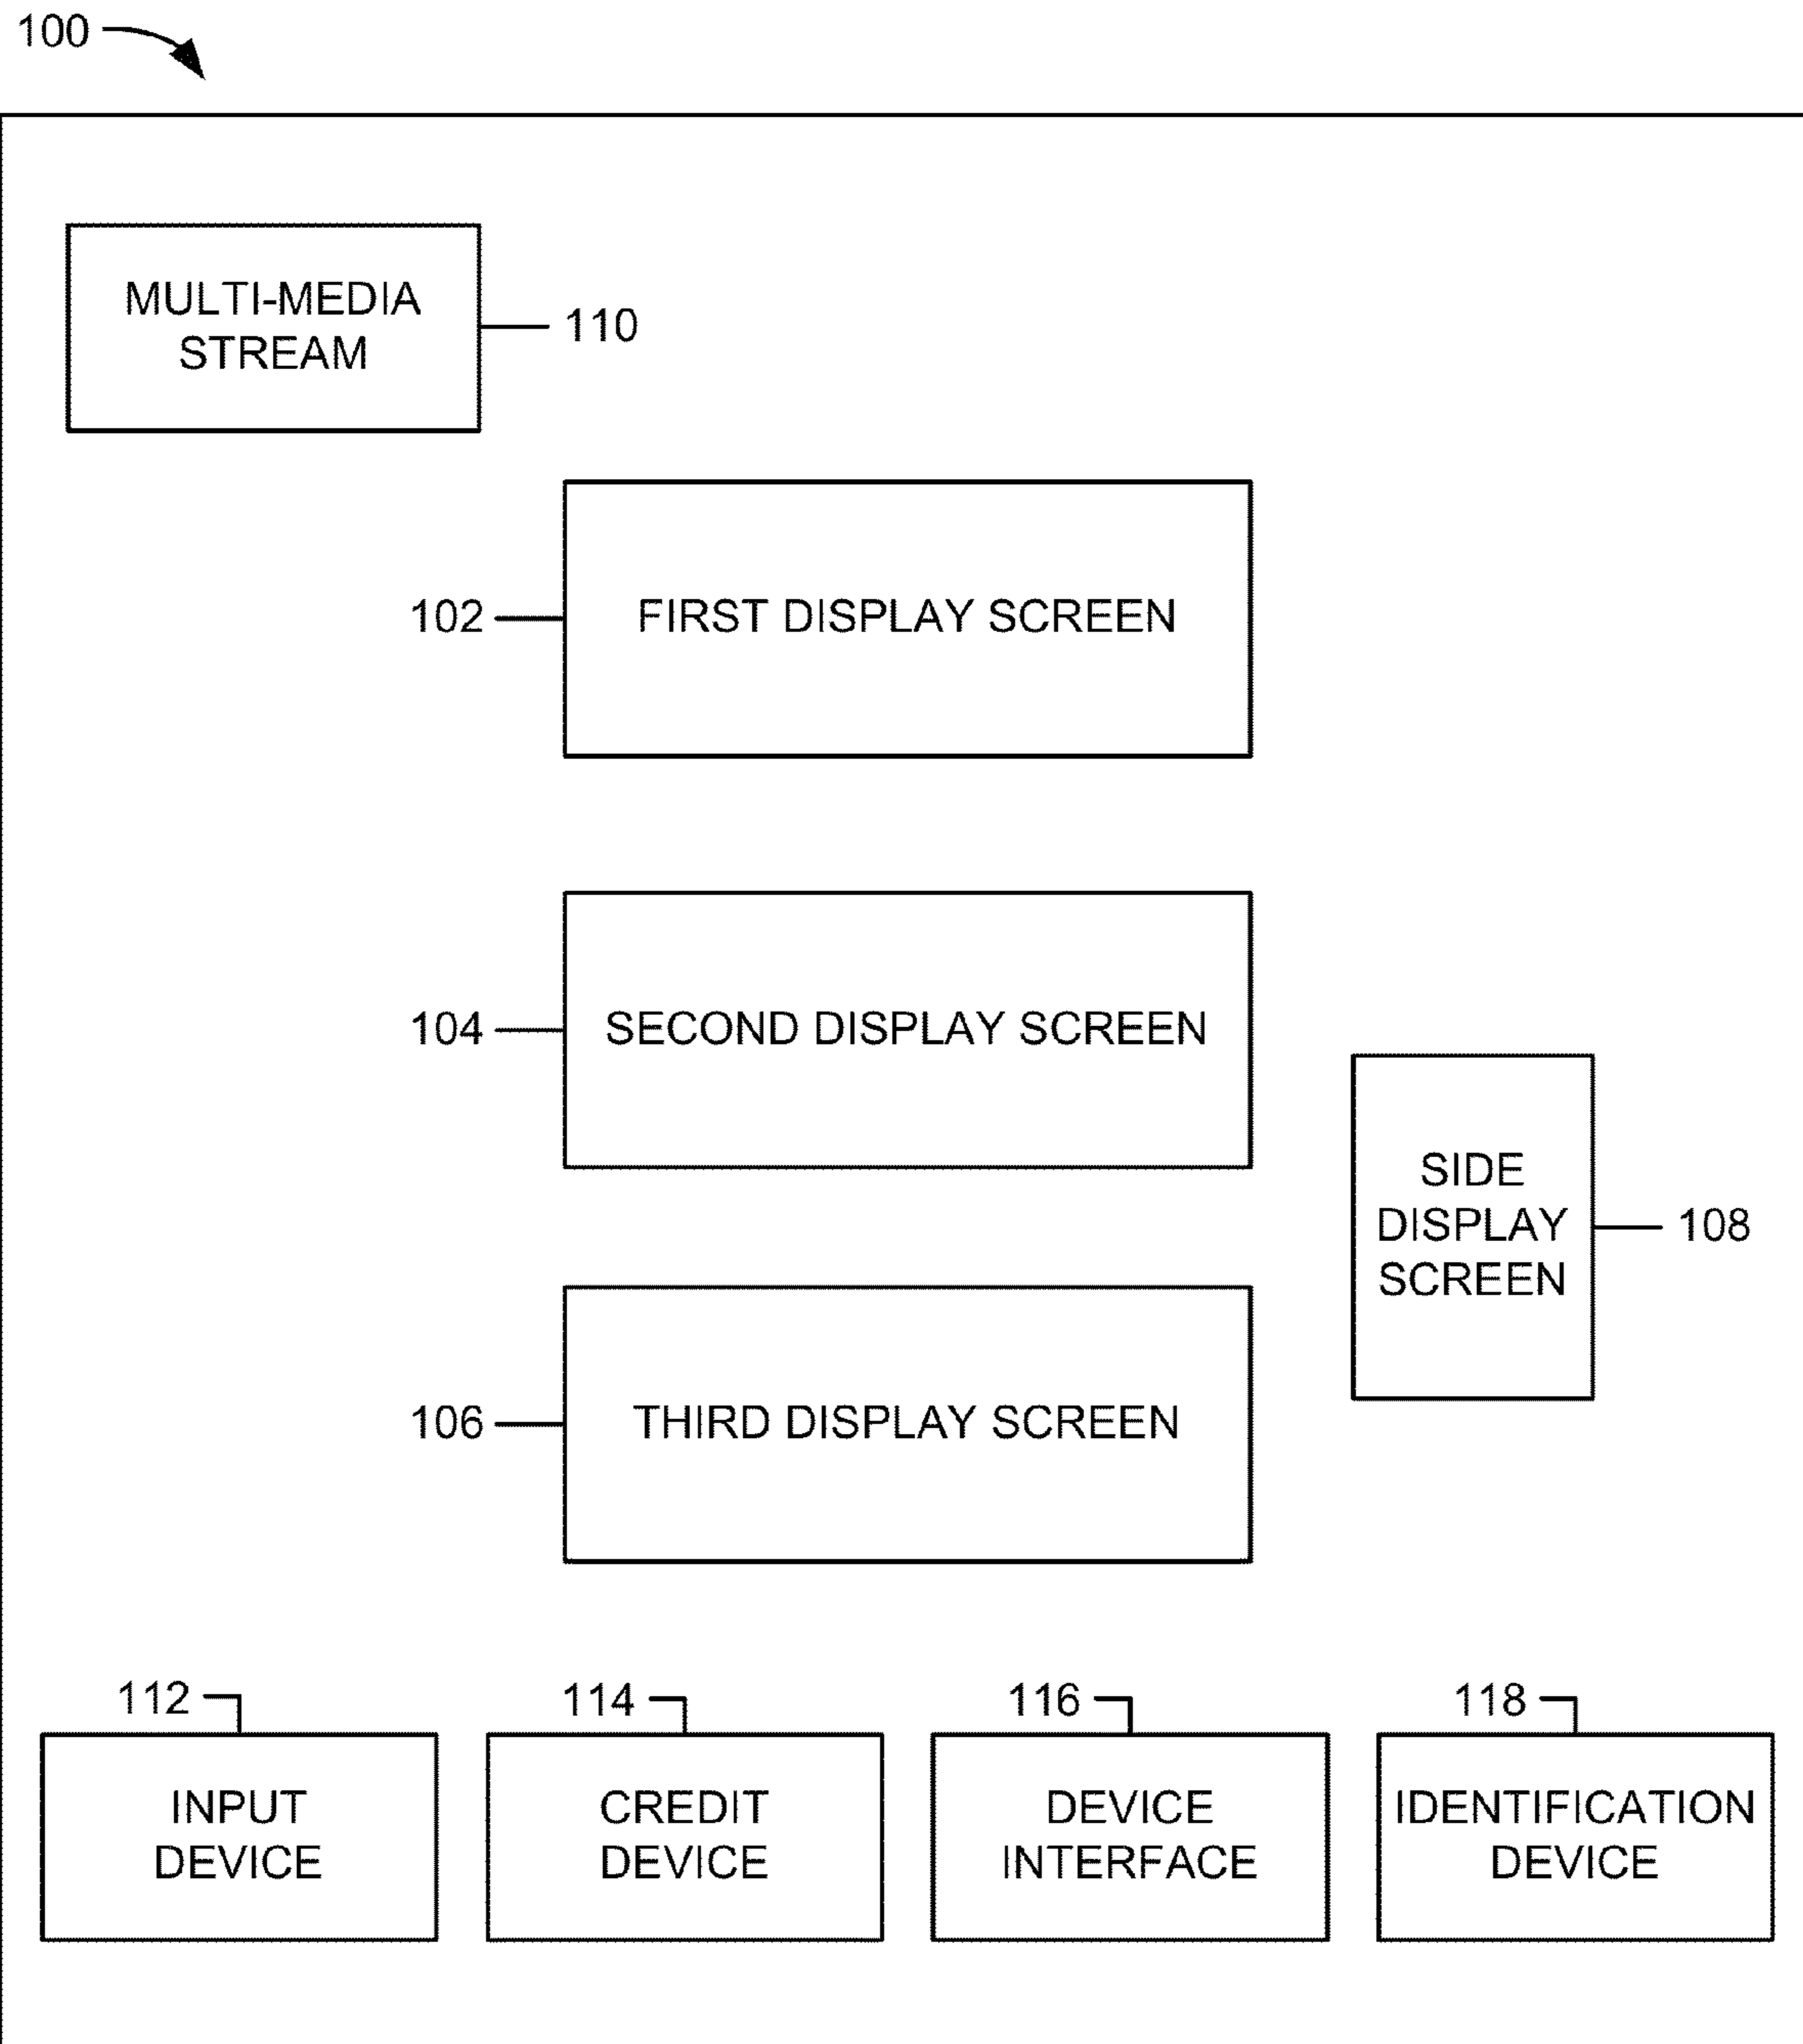 100
MULTI-MEDIA
STREAM
110
102
FIRST DISPLAY SCREEN
104
SECOND DISPLAY SCREEN
SIDE
DISPLAY
SCREEN
108
106
THIRD DISPLAY SCREEN
112
INPUT
DEVICE
114
CREDIT
DEVICE
116
DEVICE
INTERFACE
118
IDENTIFICATION
DEVICE